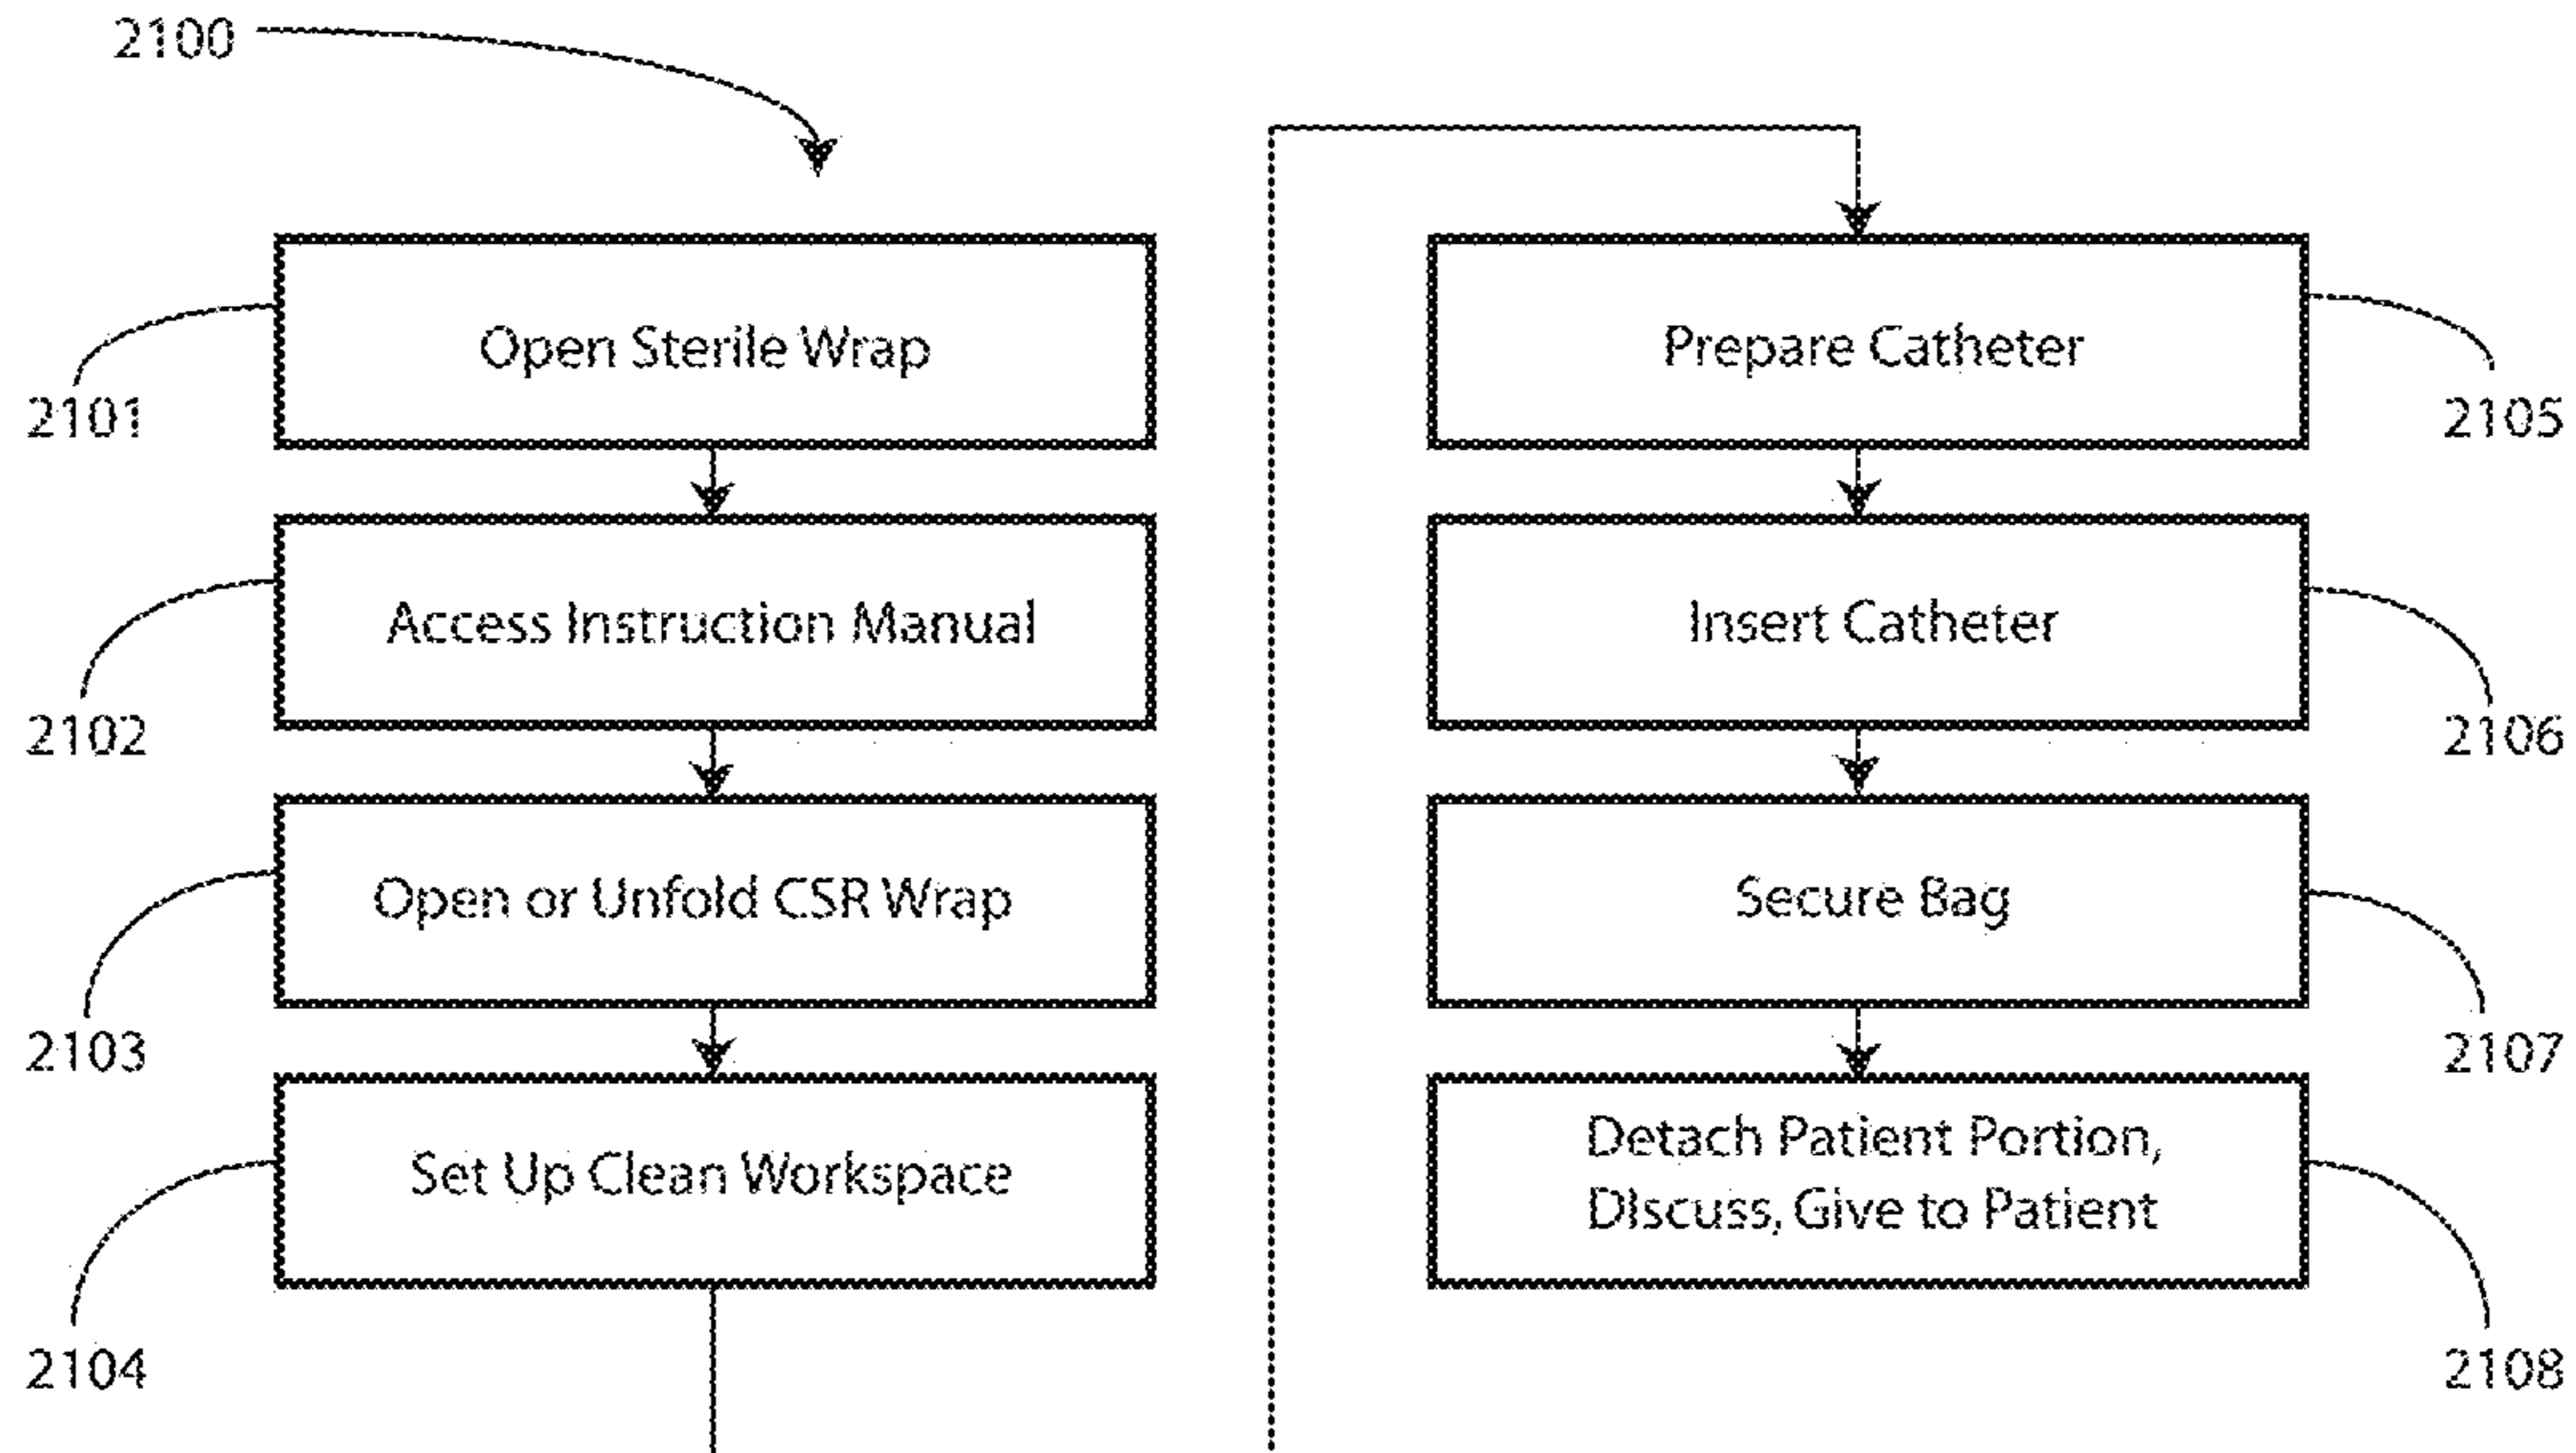 2100
Open Sterile Wrap
2101
Access Instruction Manual
2102
Open or Unfold CSR Wrap
2103
Set Up Clean Workspace
2104
Prepare Catheter
2105
Insert Catheter
2106
Secure Bag
2107
Detach Patient Portion,
DIscuss, Give to Patient
2108